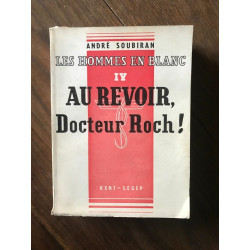 ANDRÉ SOUBIRAN
LES HOMMES EN BLANC
IV
AU REVOIR,
Docteur Roch!
KENT-SEGEP